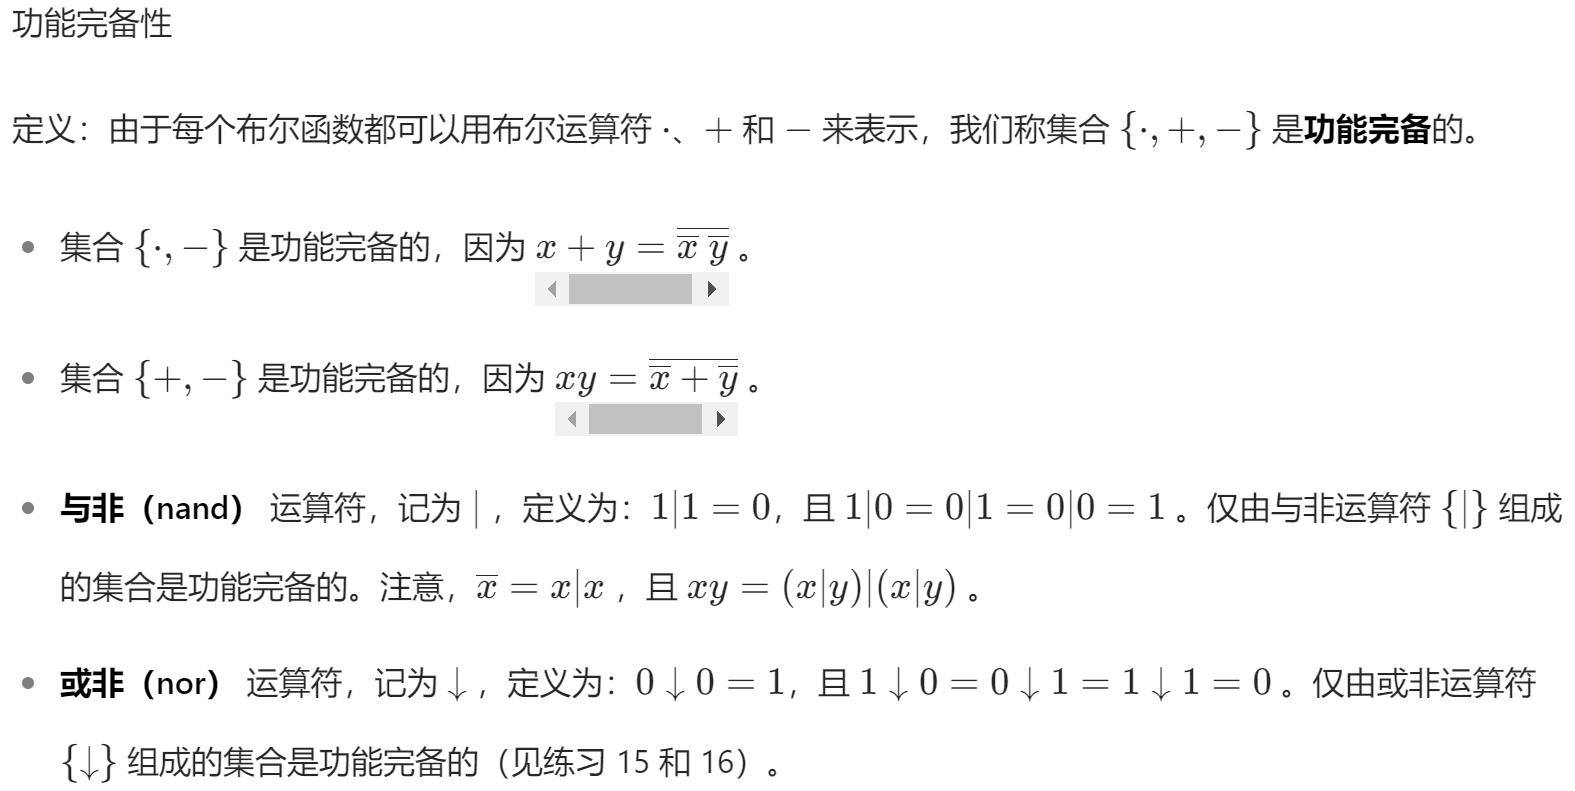 功能完备性
定义：由于每个布尔函数都可以用布尔运算符 ·、+ 和 − 来表示，我们称集合 {·, +, −} 是功能完备的。
集合 {·, −} 是功能完备的，因为 $x + y = \overline{\overline{x}\ \overline{y}}$ 。
集合 {+, −} 是功能完备的，因为 $xy = \overline{\overline{x} + \overline{y}}$ 。
与非（nand） 运算符，记为 | ，定义为：1|1 = 0，且 1|0 = 0|1 = 0|0 = 1 。仅由与非运算符 {|} 组成
的集合是功能完备的。注意，$\overline{x} = x|x$ ，且 $xy = (x|y)|(x|y)$ 。
或非（nor） 运算符，记为 ↓ ，定义为：0 ↓ 0 = 1，且 1 ↓ 0 = 0 ↓ 1 = 1 ↓ 1 = 0 。仅由或非运算符
{↓} 组成的集合是功能完备的（见练习 15 和 16）。